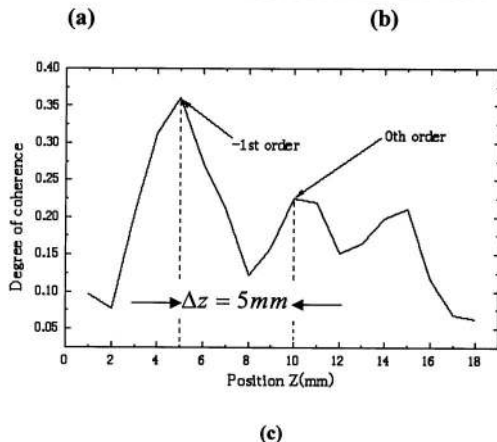 (a) (b)
0.40
0.35
0.30
0.25
0.20
0.15
0.10
0.05
Degree of coherence
-1st order
0th order
Δz = 5mm
0 2 4 6 8 10 12 14 16 18
Position Z(mm)
(c)